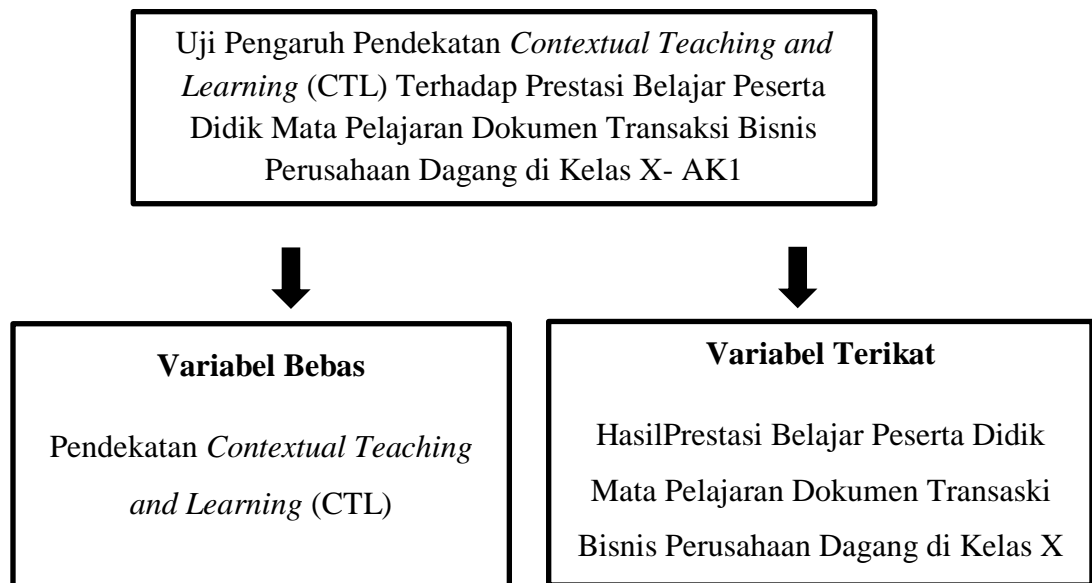 Uji Pengaruh Pendekatan Contextual Teaching and
Learning (CTL) Terhadap Prestasi Belajar Peserta
Didik Mata Pelajaran Dokumen Transaksi Bisnis
Perusahaan Dagang di Kelas X- AK1
Variabel Bebas
Pendekatan Contextual Teaching
and Learning (CTL)
Variabel Terikat
HasilPrestasi Belajar Peserta Didik
Mata Pelajaran Dokumen Transaski
Bisnis Perusahaan Dagang di Kelas X